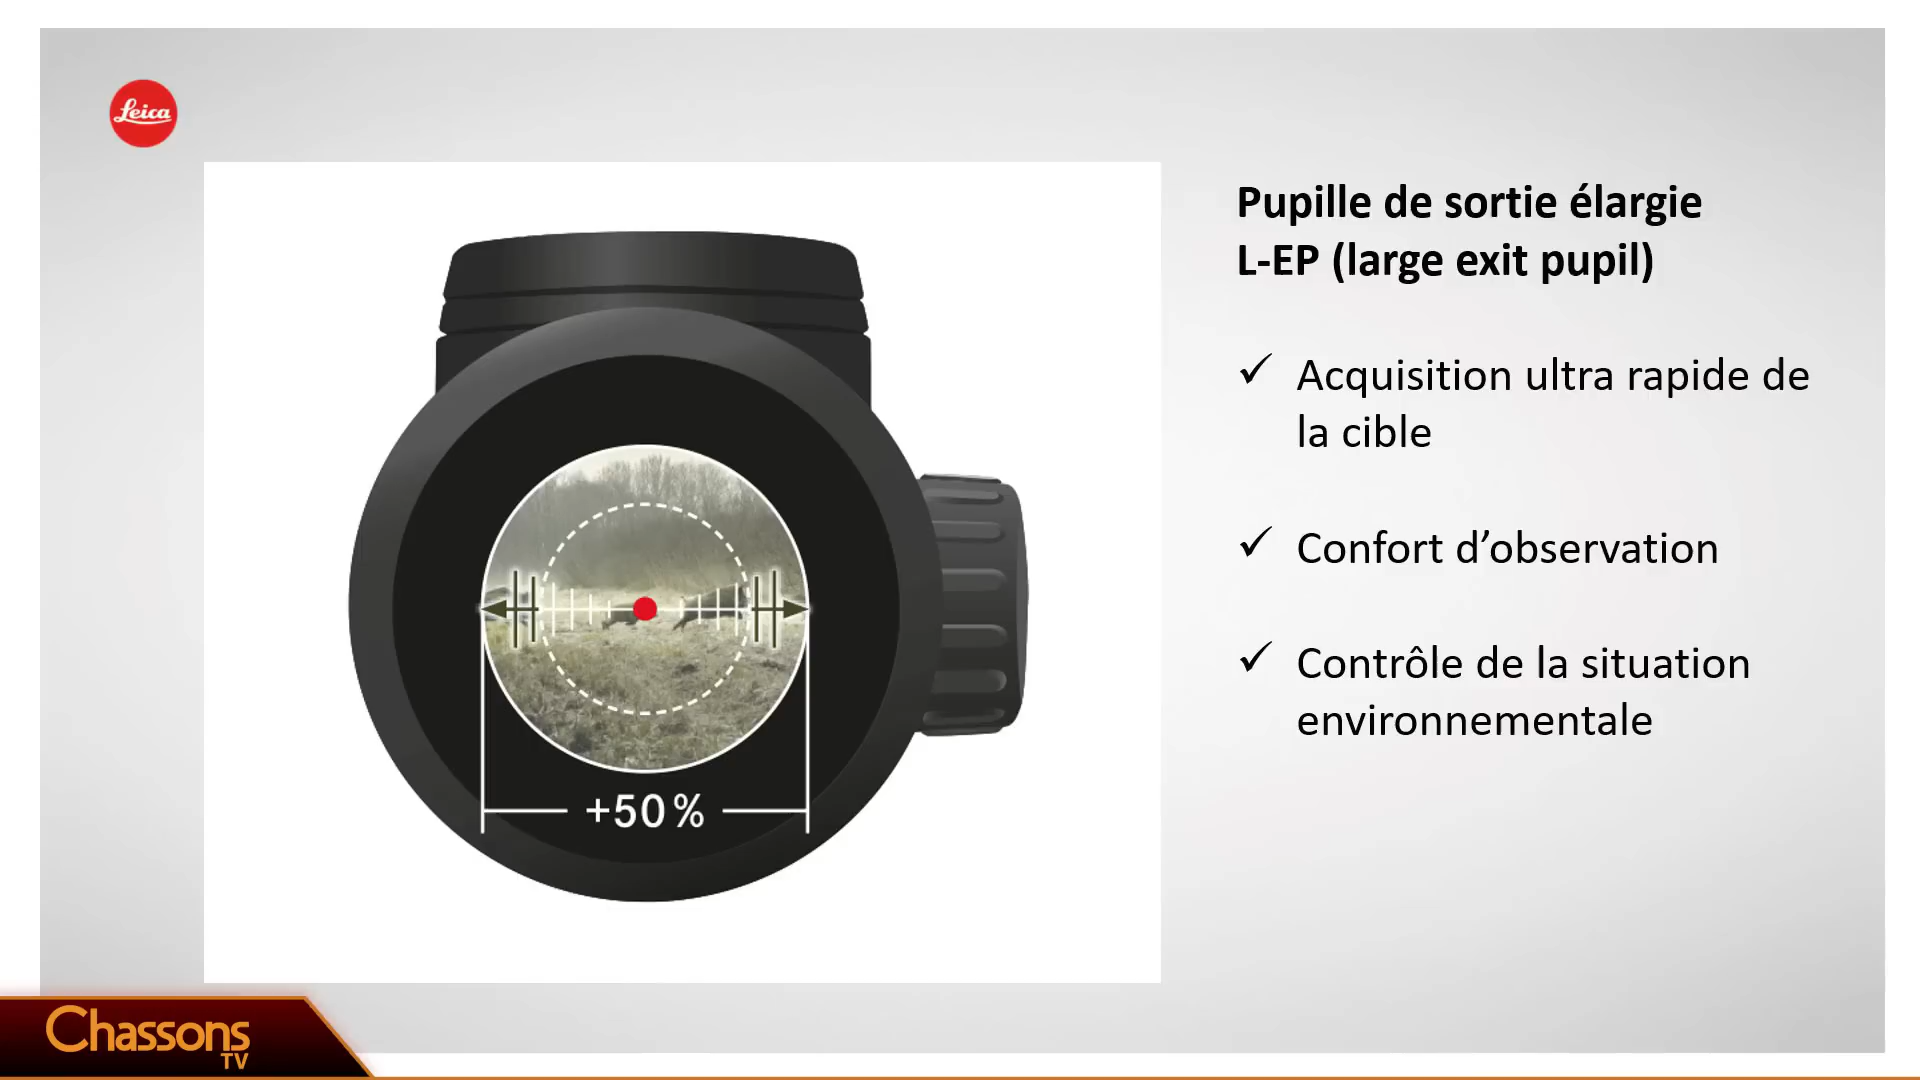 Leica
Pupille de sortie élargie
L-EP (large exit pupil)
✓ Acquisition ultra rapide de
la cible
✓ Confort d’observation
✓ Contrôle de la situation
environnementale
+50%
Chassons
TV